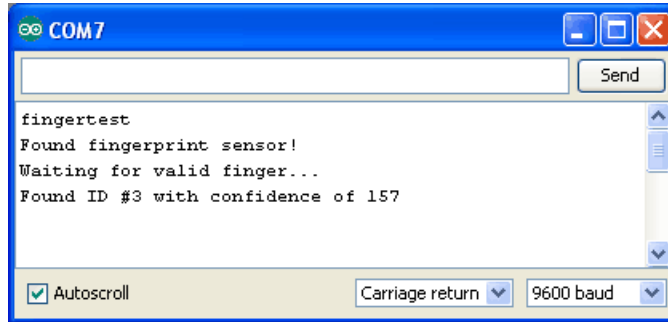 COM7
Send
fingertest
Found fingerprint sensor!
Waiting for valid finger...
Found ID #3 with confidence of 157
Autoscroll
Carriage return
9600 baud